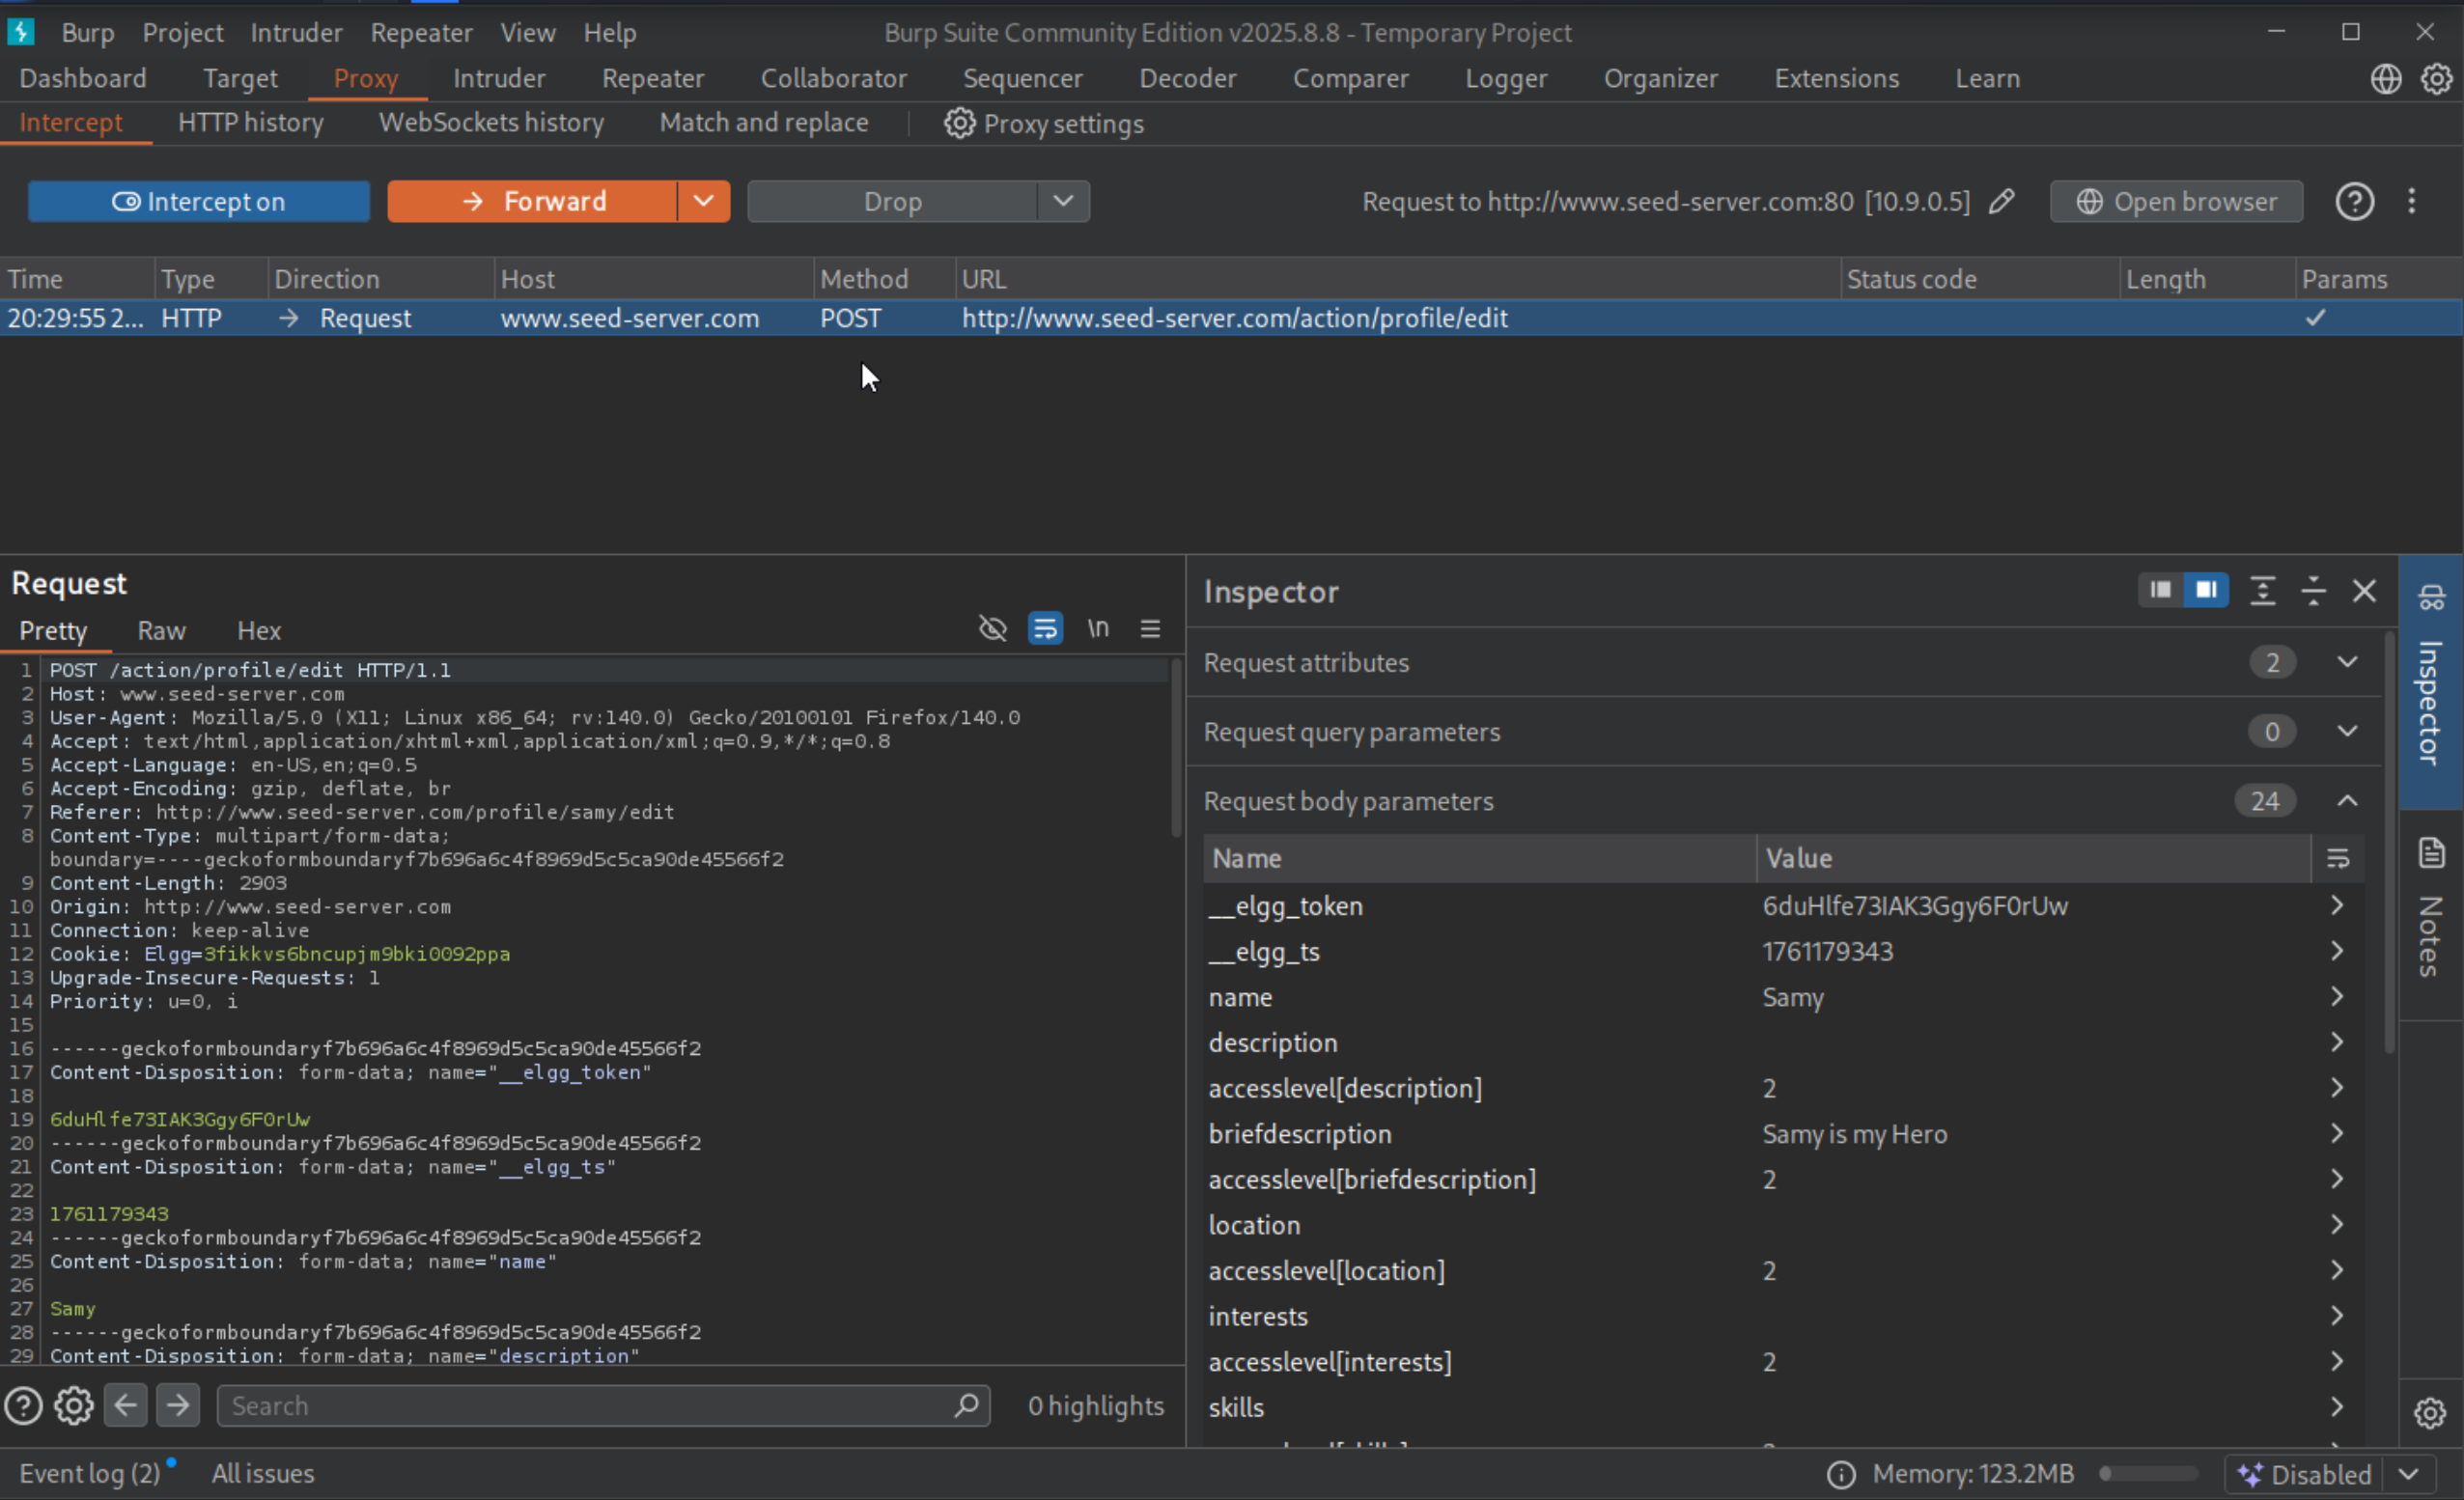 Burp Project Intruder Repeater View Help Burp Suite Community Edition v2025.8.8 - Temporary Project
Dashboard Target Proxy Intruder Repeater Collaborator Sequencer Decoder Comparer Logger Organizer Extensions Learn
Intercept HTTP history WebSockets history Match and replace Proxy settings
Intercept on Forward Drop Request to http://www.seed-server.com:80 [10.9.0.5] Open browser
Time Type Direction Host Method URL Status code Length Params
20:29:55 2... HTTP → Request www.seed-server.com POST http://www.seed-server.com/action/profile/edit ✓
Request
Pretty Raw Hex \n
1 POST /action/profile/edit HTTP/1.1
2 Host: www.seed-server.com
3 User-Agent: Mozilla/5.0 (X11; Linux x86_64; rv:140.0) Gecko/20100101 Firefox/140.0
4 Accept: text/html,application/xhtml+xml,application/xml;q=0.9,*/*;q=0.8
5 Accept-Language: en-US,en;q=0.5
6 Accept-Encoding: gzip, deflate, br
7 Referer: http://www.seed-server.com/profile/samy/edit
8 Content-Type: multipart/form-data;
boundary=----geckoformboundaryf7b696a6c4f8969d5c5ca90de45566f2
9 Content-Length: 2903
10 Origin: http://www.seed-server.com
11 Connection: keep-alive
12 Cookie: Elgg=3fikkvs6bncupjm9bki0092ppa
13 Upgrade-Insecure-Requests: 1
14 Priority: u=0, i
15
16 ------geckoformboundaryf7b696a6c4f8969d5c5ca90de45566f2
17 Content-Disposition: form-data; name="__elgg_token"
18
19 6duHlfe73IAK3Ggy6F0rUw
20 ------geckoformboundaryf7b696a6c4f8969d5c5ca90de45566f2
21 Content-Disposition: form-data; name="__elgg_ts"
22
23 1761179343
24 ------geckoformboundaryf7b696a6c4f8969d5c5ca90de45566f2
25 Content-Disposition: form-data; name="name"
26
27 Samy
28 ------geckoformboundaryf7b696a6c4f8969d5c5ca90de45566f2
29 Content-Disposition: form-data; name="description"
Search 0 highlights
Inspector
Request attributes 2
Request query parameters 0
Request body parameters 24
Name Value
__elgg_token 6duHlfe73IAK3Ggy6F0rUw
__elgg_ts 1761179343
name Samy
description
accesslevel[description] 2
briefdescription Samy is my Hero
accesslevel[briefdescription] 2
location
accesslevel[location] 2
interests
accesslevel[interests] 2
skills
Inspector
Notes
Event log (2) All issues Memory: 123.2MB Disabled